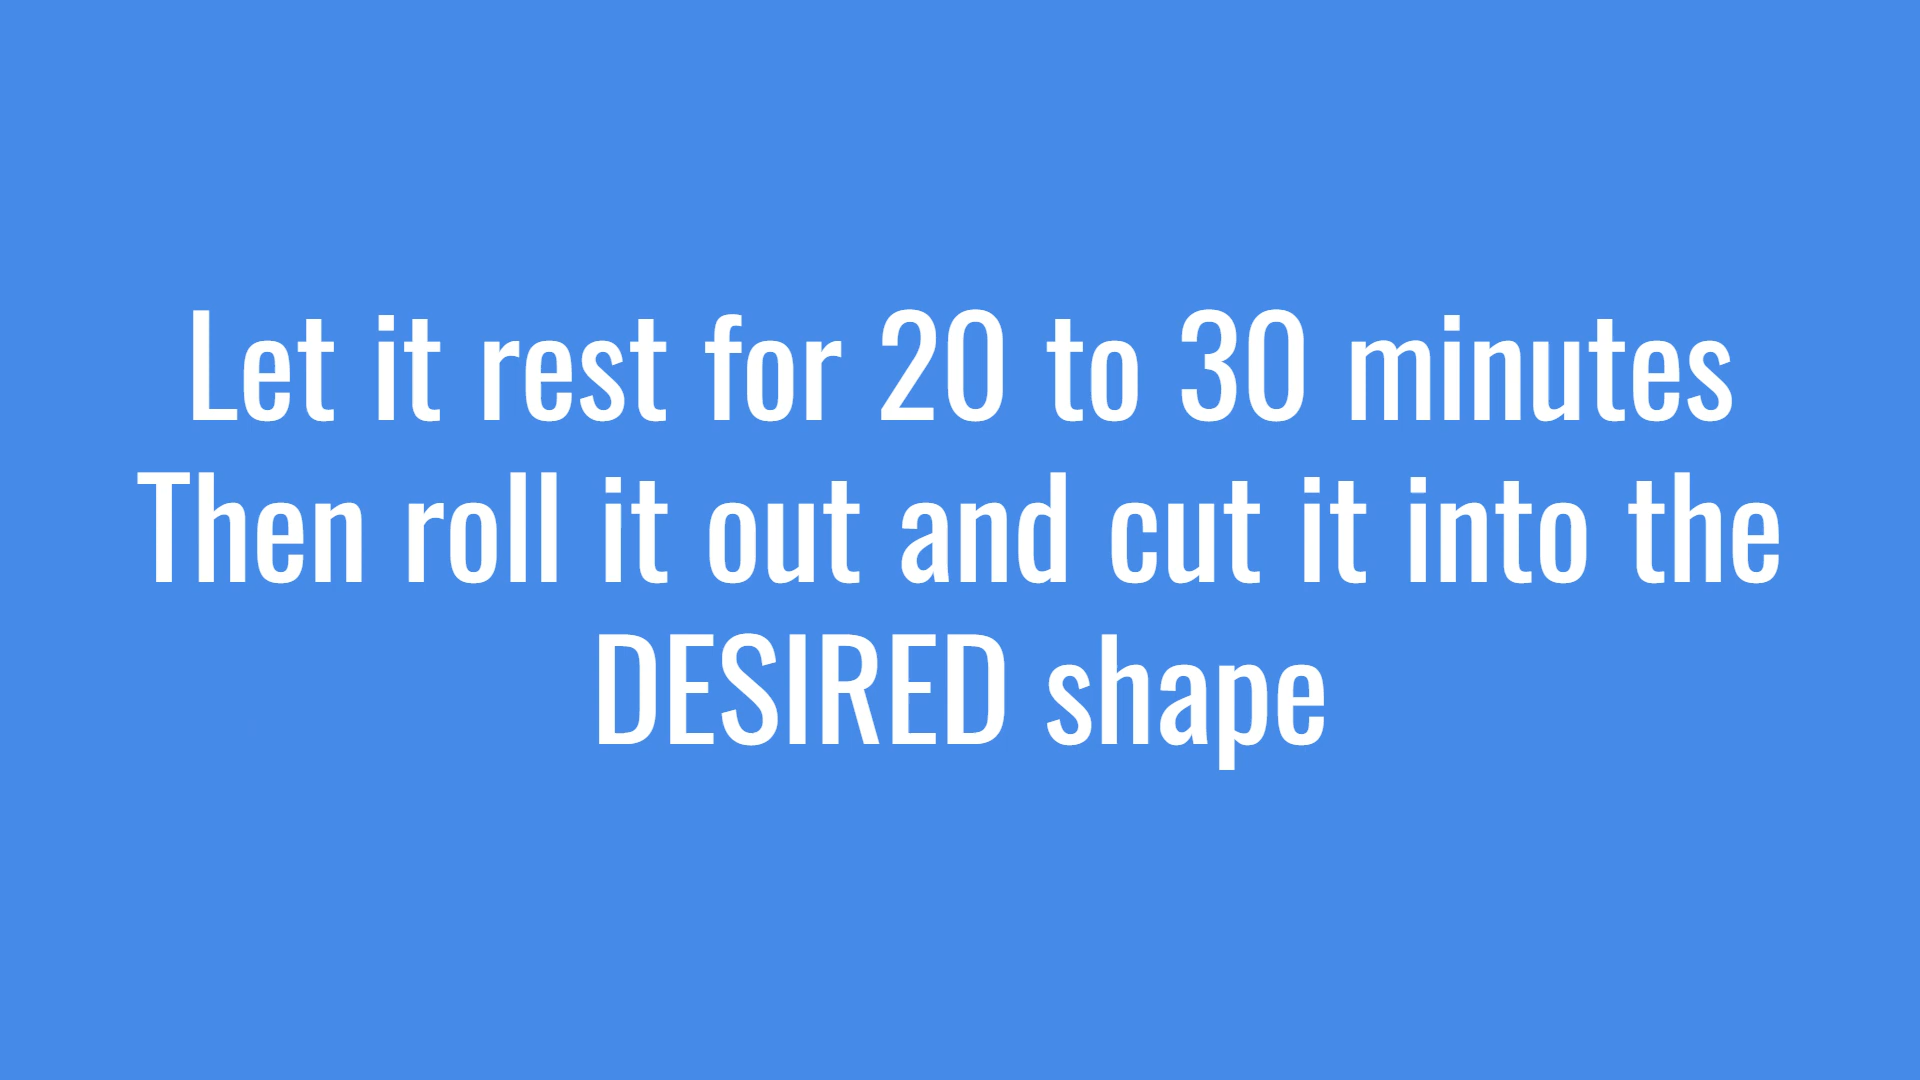 Let it rest for 20 to 30 minutes
Then roll it out and cut it into the
DESIRED shape